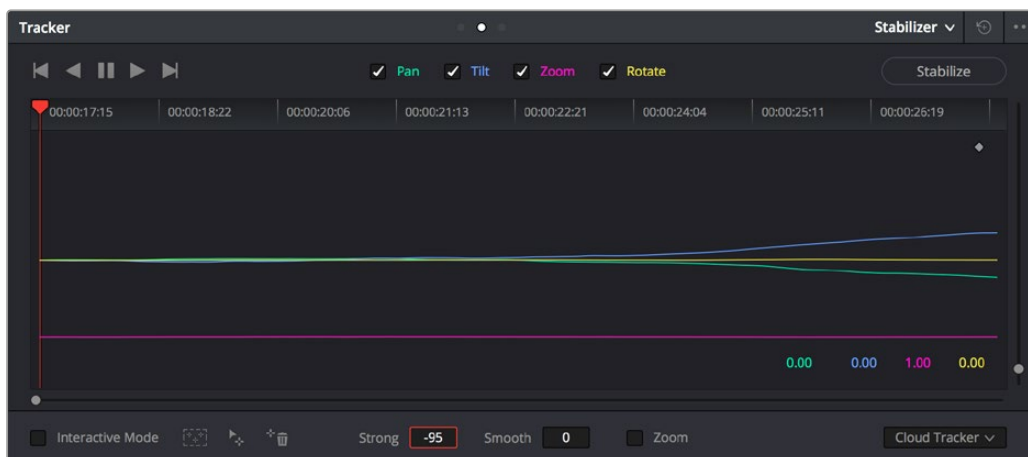 Tracker Stabilizer
Pan Tilt Zoom Rotate Stabilize
00:00:17:15 00:00:18:22 00:00:20:06 00:00:21:13 00:00:22:21 00:00:24:04 00:00:25:11 00:00:26:19
0.00 0.00 1.00 0.00
Interactive Mode Strong -95 Smooth 0 Zoom Cloud Tracker